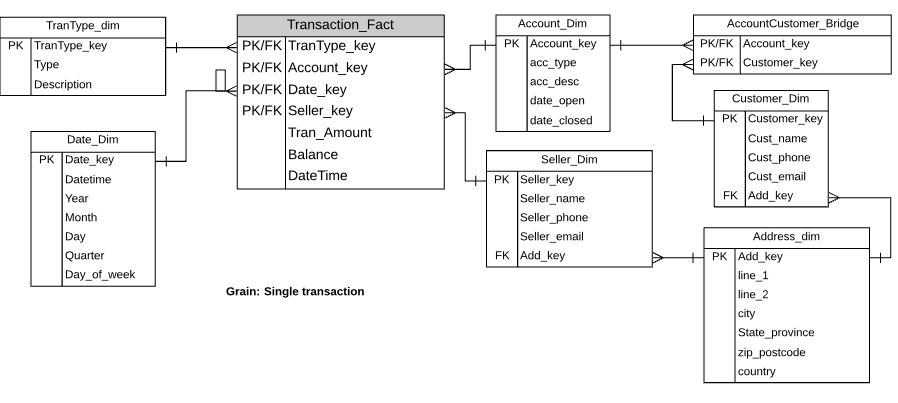 TranType_dim
PK TranType_key
Type
Description
Transaction_Fact
PK/FK TranType_key
PK/FK Account_key
PK/FK Date_key
PK/FK Seller_key
Tran_Amount
Balance
DateTime
Account_Dim
PK Account_key
acc_type
acc_desc
date_open
date_closed
AccountCustomer_Bridge
PK/FK Account_key
PK/FK Customer_key
Customer_Dim
PK Customer_key
Cust_name
Cust_phone
Cust_email
FK Add_key
Date_Dim
PK Date_key
Datetime
Year
Month
Day
Quarter
Day_of_week
Seller_Dim
PK Seller_key
Seller_name
Seller_phone
Seller_email
FK Add_key
Address_dim
PK Add_key
line_1
line_2
city
State_province
zip_postcode
country
Grain: Single transaction